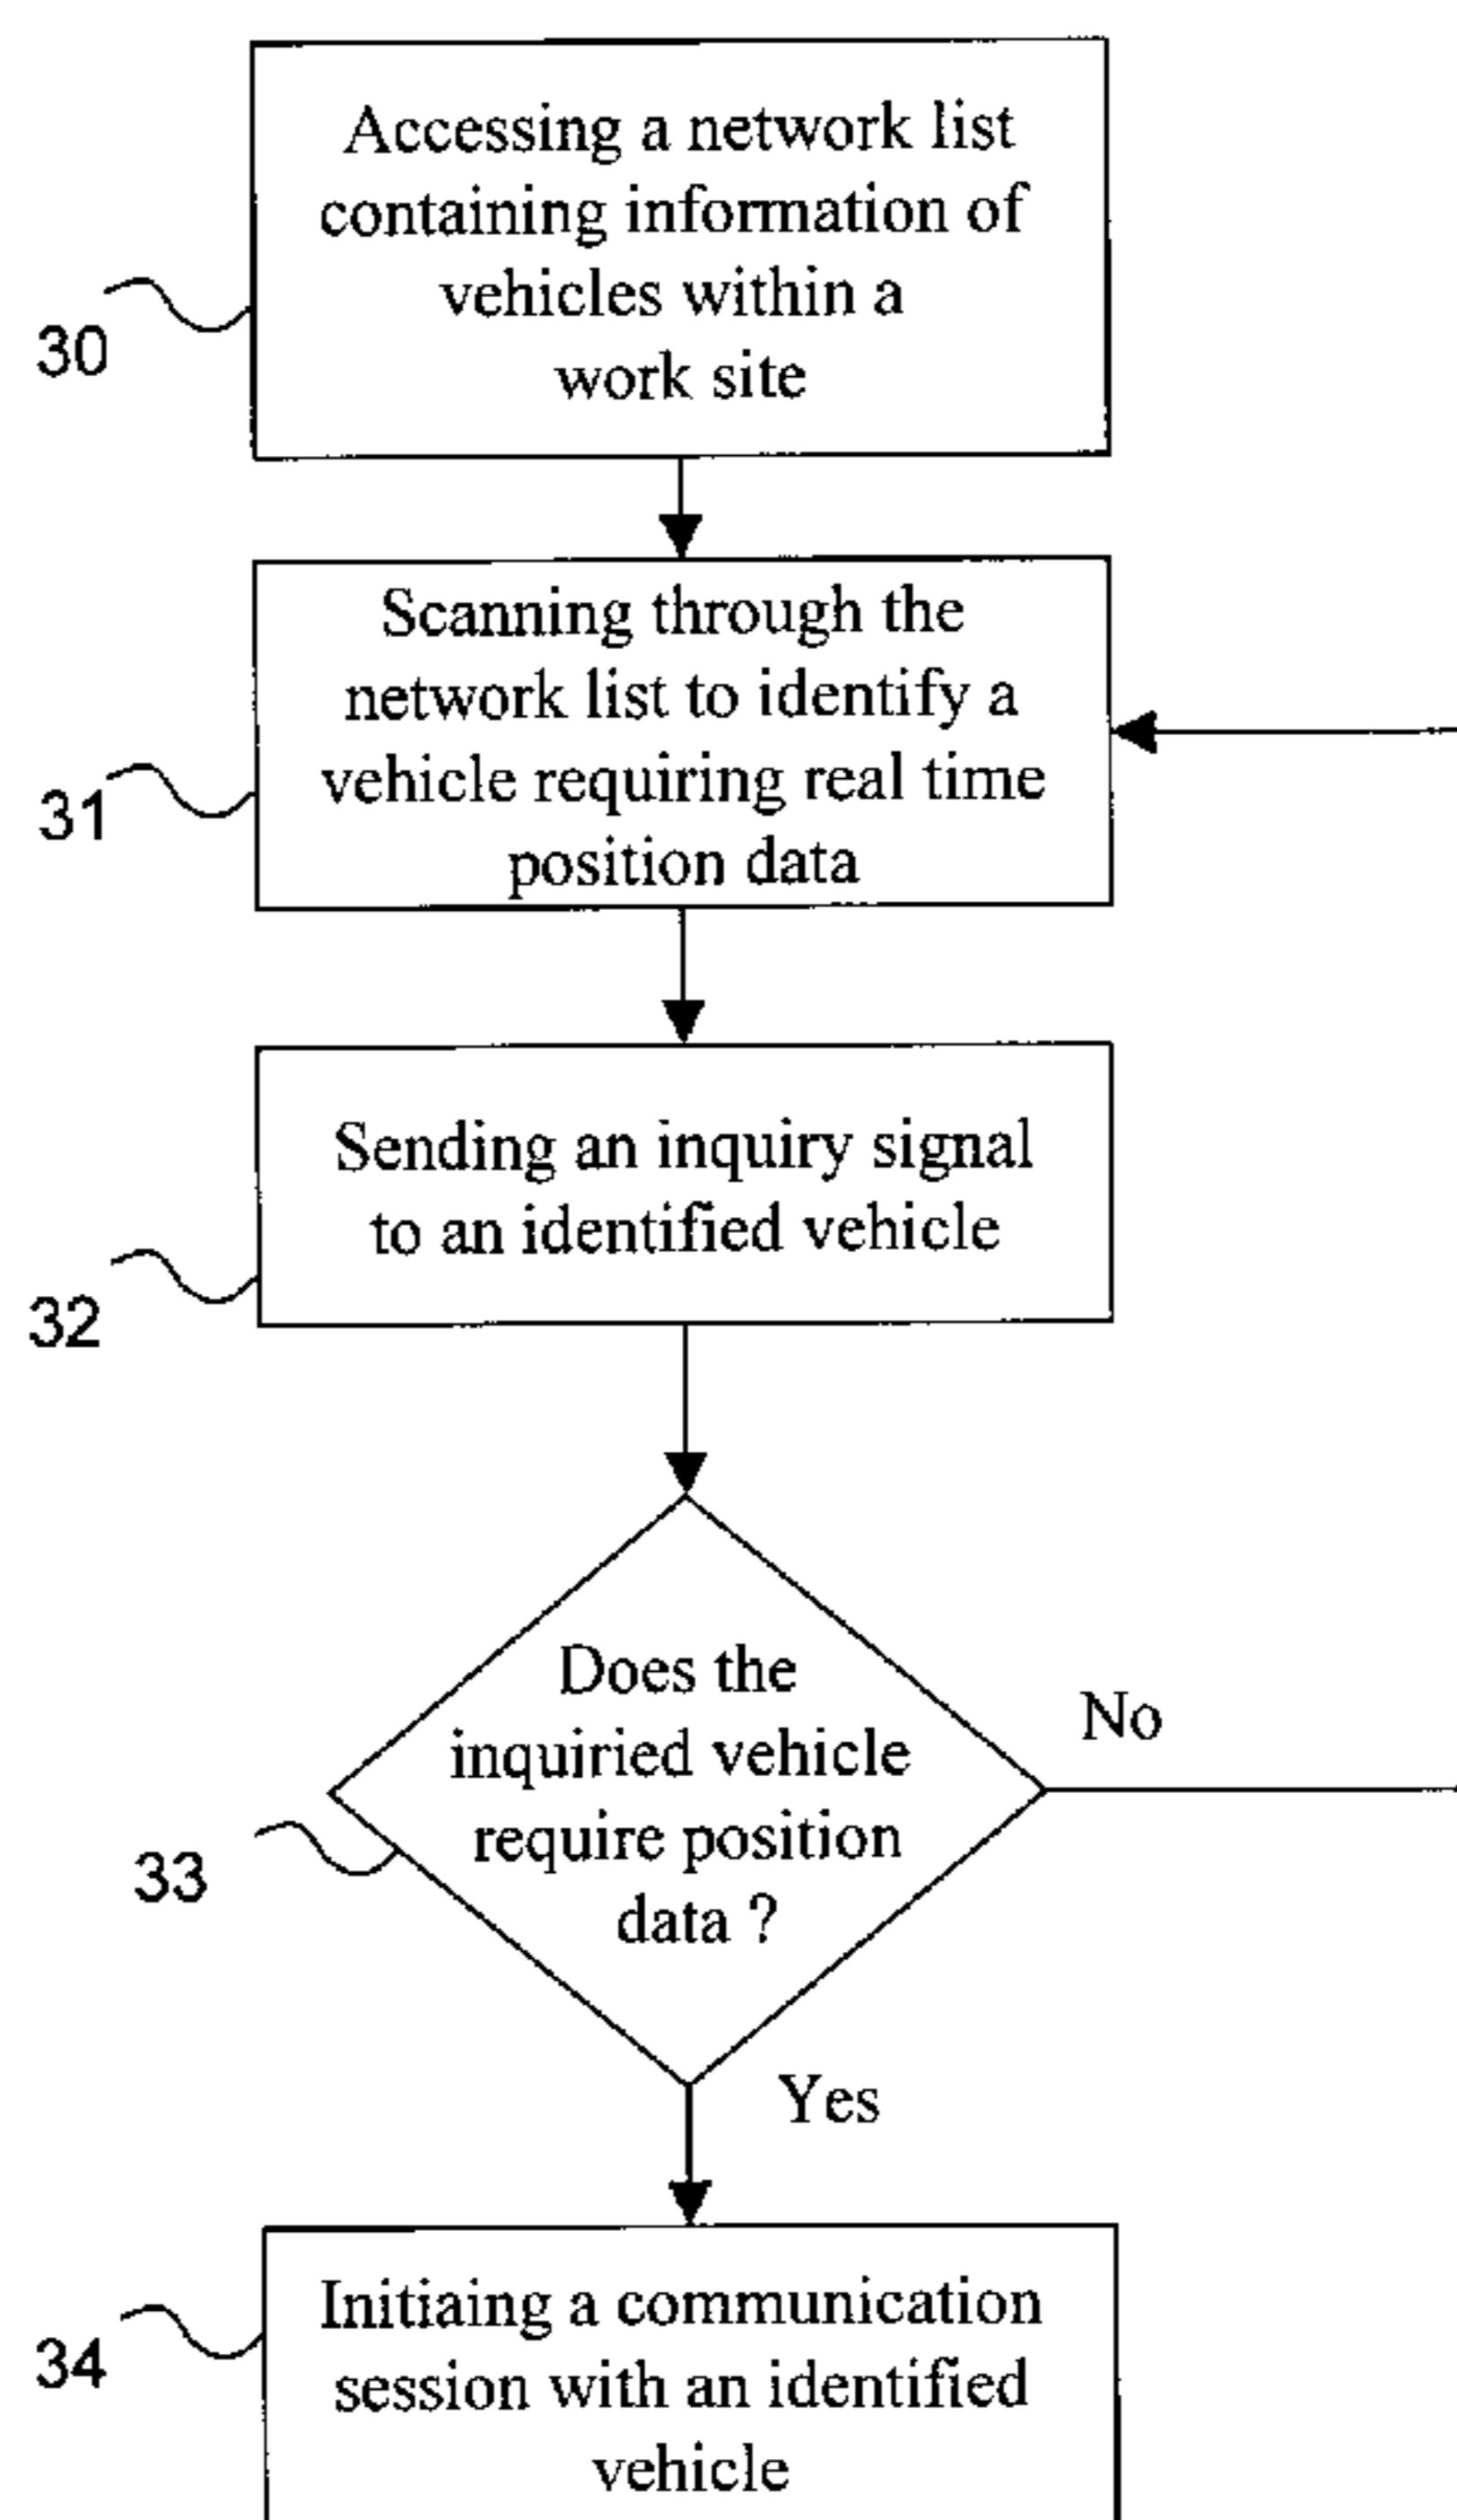 Accessing a network list
containing information of
vehicles within a
work site
30
Scanning through the
network list to identify a
vehicle requiring real time
position data
31
Sending an inquiry signal
to an identified vehicle
32
Does the
inquiried vehicle
require position
data ?
No
33
Yes
Initiaing a communication
session with an identified
vehicle
34